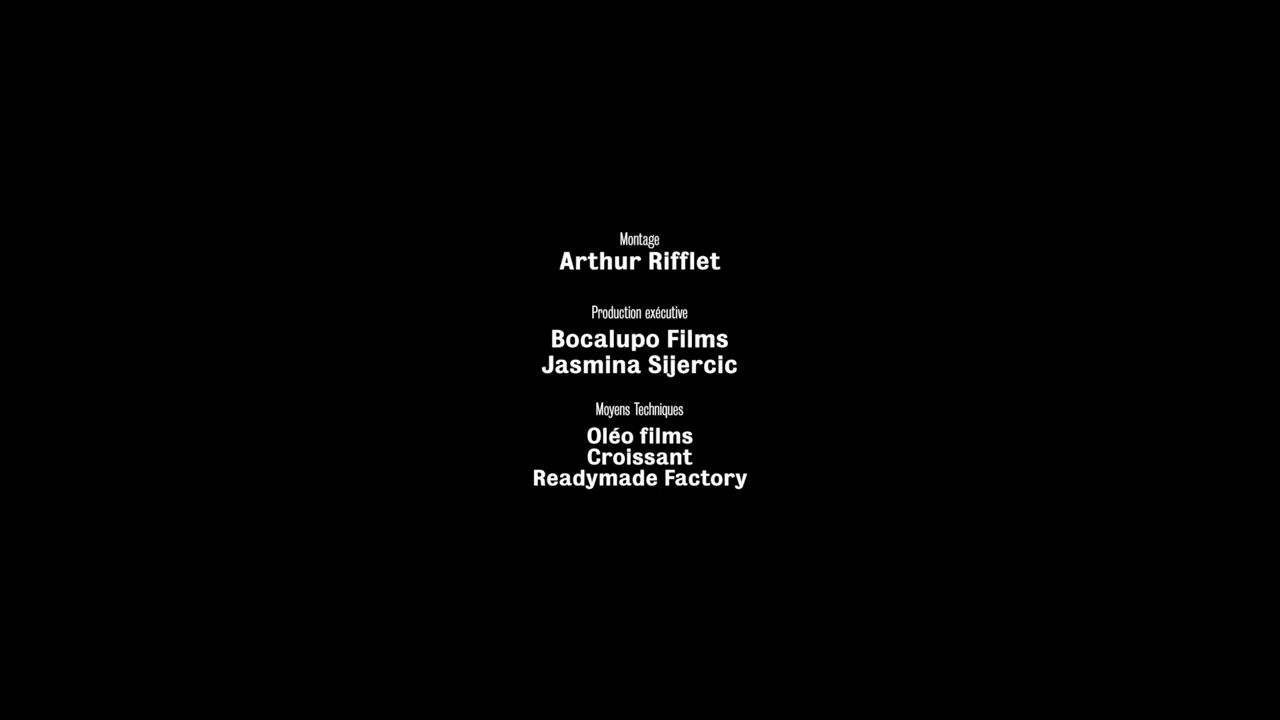 Montage
Arthur Rifflet
Production exécutive
Bocalupo Films
Jasmina Sijercic
Moyens Techniques
Oléo films
Croissant
Readymade Factory